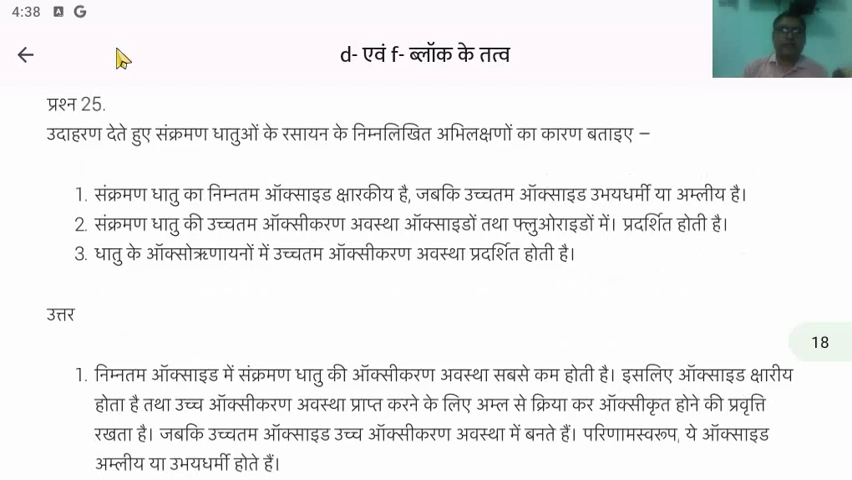 4:38 A G
d- एवं f- ब्लॉक के तत्व
प्रश्न 25.
उदाहरण देते हुए संक्रमण धातुओं के रसायन के निम्नलिखित अभिलक्षणों का कारण बताइए –
1. संक्रमण धातु का निम्नतम ऑक्साइड क्षारकीय है, जबकि उच्चतम ऑक्साइड उभयधर्मी या अम्लीय है।
2. संक्रमण धातु की उच्चतम ऑक्सीकरण अवस्था ऑक्साइडों तथा फ्लुओराइडों में। प्रदर्शित होती है।
3. धातु के ऑक्सोऋणायनों में उच्चतम ऑक्सीकरण अवस्था प्रदर्शित होती है।
उत्तर
18
1. निम्नतम ऑक्साइड में संक्रमण धातु की ऑक्सीकरण अवस्था सबसे कम होती है। इसलिए ऑक्साइड क्षारीय
होता है तथा उच्च ऑक्सीकरण अवस्था प्राप्त करने के लिए अम्ल से क्रिया कर ऑक्सीकृत होने की प्रवृत्ति
रखता है। जबकि उच्चतम ऑक्साइड उच्च ऑक्सीकरण अवस्था में बनते हैं। परिणामस्वरूप, ये ऑक्साइड
अम्लीय या उभयधर्मी होते हैं।